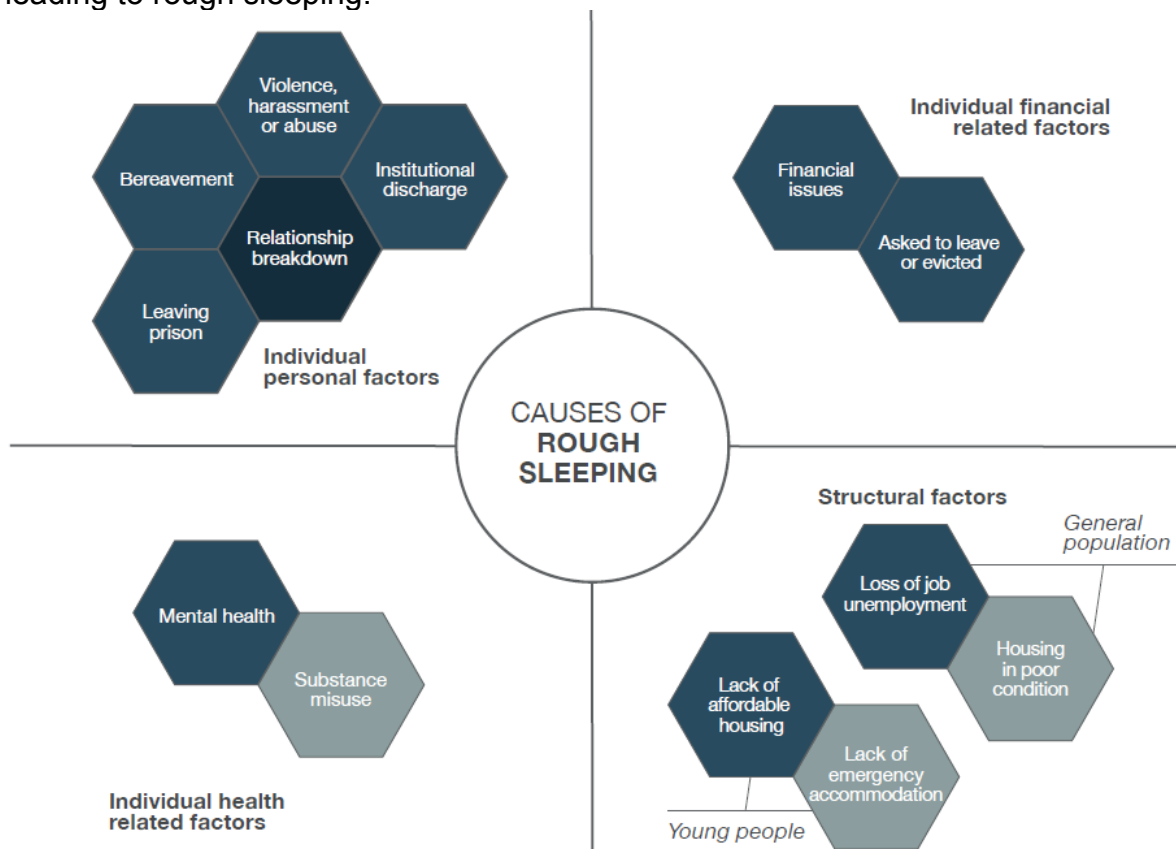 leading to rough sleeping.
Violence,
harassment
or abuse
Bereavement
Institutional
discharge
Relationship
breakdown
Leaving
prison
Individual
personal factors
Individual financial
related factors
Financial
issues
Asked to leave
or evicted
CAUSES OF
ROUGH
SLEEPING
Mental health
Substance
misuse
Individual health
related factors
Structural factors
General
population
Loss of job
unemployment
Housing
in poor
condition
Lack of
affordable
housing
Lack of
emergency
accommodation
Young people